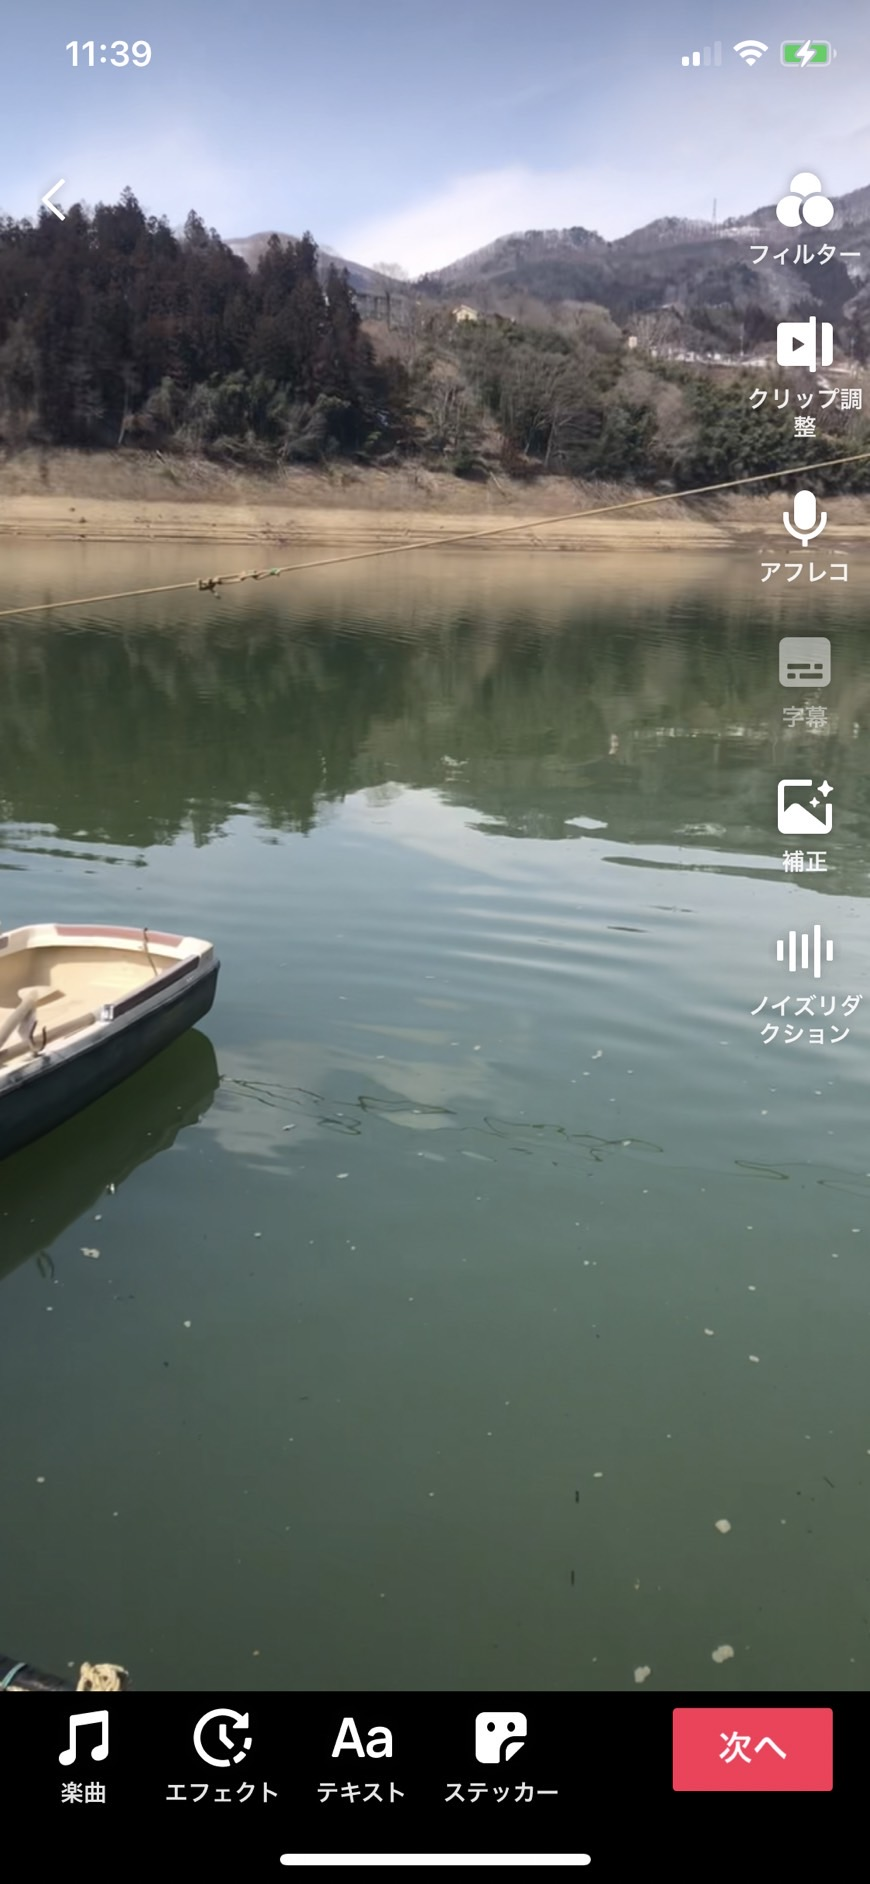 11:39
フィルター
クリップ調
整
アフレコ
字幕
補正
ノイズリダ
クション
楽曲
エフェクト
Aa
テキスト
ステッカー
次へ